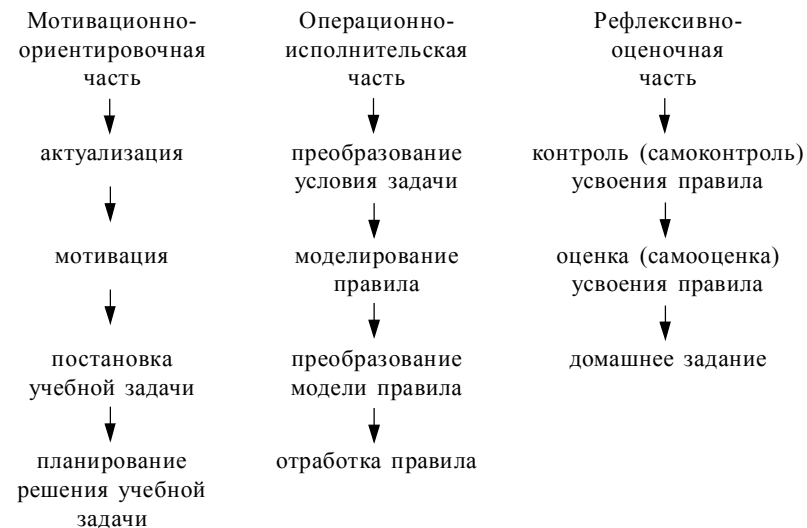 Мотивационно-
ориентировочная
часть
актуализация
мотивация
постановка
учебной задачи
планирование
решения учебной
задачи
Операционно-
исполнительская
часть
преобразование
условия задачи
моделирование
правила
преобразование
модели правила
отработка правила
Рефлексивно-
оценочная
часть
контроль (самоконтроль)
усвоения правила
оценка (самооценка)
усвоения правила
домашнее задание